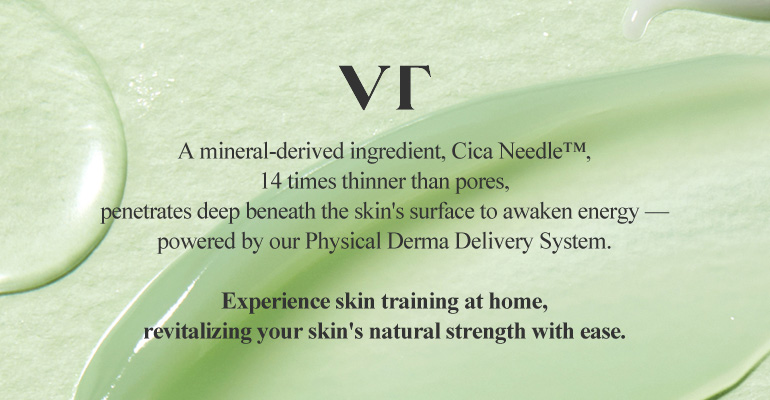 VT
A mineral-derived ingredient, Cica Needle™,
14 times thinner than pores,
penetrates deep beneath the skin's surface to awaken energy —
powered by our Physical Derma Delivery System.
Experience skin training at home,
revitalizing your skin's natural strength with ease.